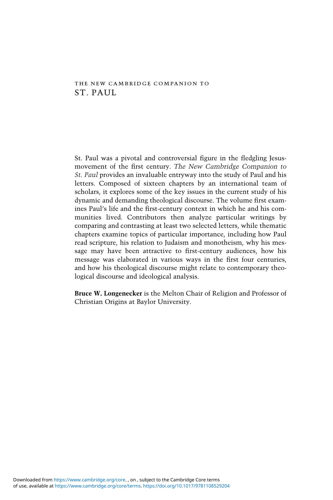 THE NEW CAMBRIDGE COMPANION TO
ST. PAUL
St. Paul was a pivotal and controversial figure in the fledgling Jesus-
movement of the first century. The New Cambridge Companion to
St. Paul provides an invaluable entryway into the study of Paul and his
letters. Composed of sixteen chapters by an international team of
scholars, it explores some of the key issues in the current study of his
dynamic and demanding theological discourse. The volume first exam-
ines Paul's life and the first-century context in which he and his com-
munities lived. Contributors then analyze particular writings by
comparing and contrasting at least two selected letters, while thematic
chapters examine topics of particular importance, including how Paul
read scripture, his relation to Judaism and monotheism, why his mes-
sage may have been attractive to first-century audiences, how his
message was elaborated in various ways in the first four centuries,
and how his theological discourse might relate to contemporary theo-
logical discourse and ideological analysis.
Bruce W. Longenecker is the Melton Chair of Religion and Professor of
Christian Origins at Baylor University.
Downloaded from https://www.cambridge.org/core, , on , subject to the Cambridge Core terms
of use, available at https://www.cambridge.org/core/terms. https://doi.org/10.1017/9781108529204